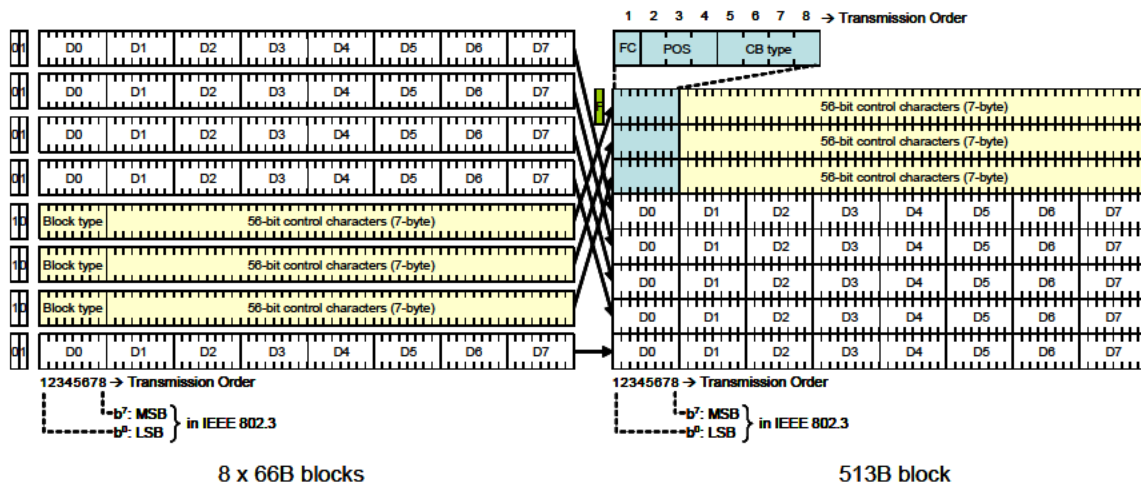 1 2 3 4 5 6 7 8 → Transmission Order
FC POS CB type
01 D0 D1 D2 D3 D4 D5 D6 D7
01 D0 D1 D2 D3 D4 D5 D6 D7
01 D0 D1 D2 D3 D4 D5 D6 D7
01 D0 D1 D2 D3 D4 D5 D6 D7
10 Block type 56-bit control characters (7-byte)
10 Block type 56-bit control characters (7-byte)
10 Block type 56-bit control characters (7-byte)
01 D0 D1 D2 D3 D4 D5 D6 D7
F 56-bit control characters (7-byte)
56-bit control characters (7-byte)
56-bit control characters (7-byte)
D0 D1 D2 D3 D4 D5 D6 D7
D0 D1 D2 D3 D4 D5 D6 D7
D0 D1 D2 D3 D4 D5 D6 D7
D0 D1 D2 D3 D4 D5 D6 D7
D0 D1 D2 D3 D4 D5 D6 D7
12345678 → Transmission Order
b⁷: MSB
b⁰: LSB
in IEEE 802.3
12345678 → Transmission Order
b⁷: MSB
b⁰: LSB
in IEEE 802.3
8 x 66B blocks
513B block